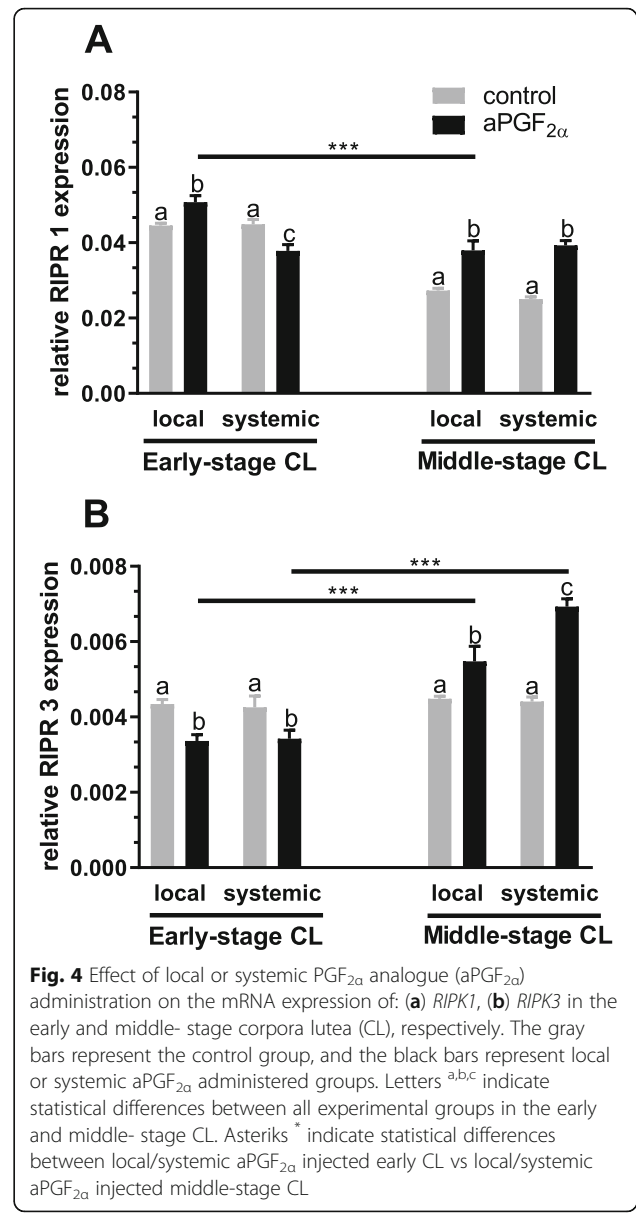 A
0.08
0.06
0.04
0.02
0.00
relative RIPR 1 expression
control
aPGF2α
***
a b a c a b a b
local systemic local systemic
Early-stage CL Middle-stage CL
B
0.008
0.006
0.004
0.002
0.000
relative RIPR 3 expression
***
***
a b a b a b a c
local systemic local systemic
Early-stage CL Middle-stage CL
Fig. 4 Effect of local or systemic PGF2α analogue (aPGF2α)
administration on the mRNA expression of: (a) RIPK1, (b) RIPK3 in the
early and middle- stage corpora lutea (CL), respectively. The gray
bars represent the control group, and the black bars represent local
or systemic aPGF2α administered groups. Letters a,b,c indicate
statistical differences between all experimental groups in the early
and middle- stage CL. Asteriks * indicate statistical differences
between local/systemic aPGF2α injected early CL vs local/systemic
aPGF2α injected middle-stage CL